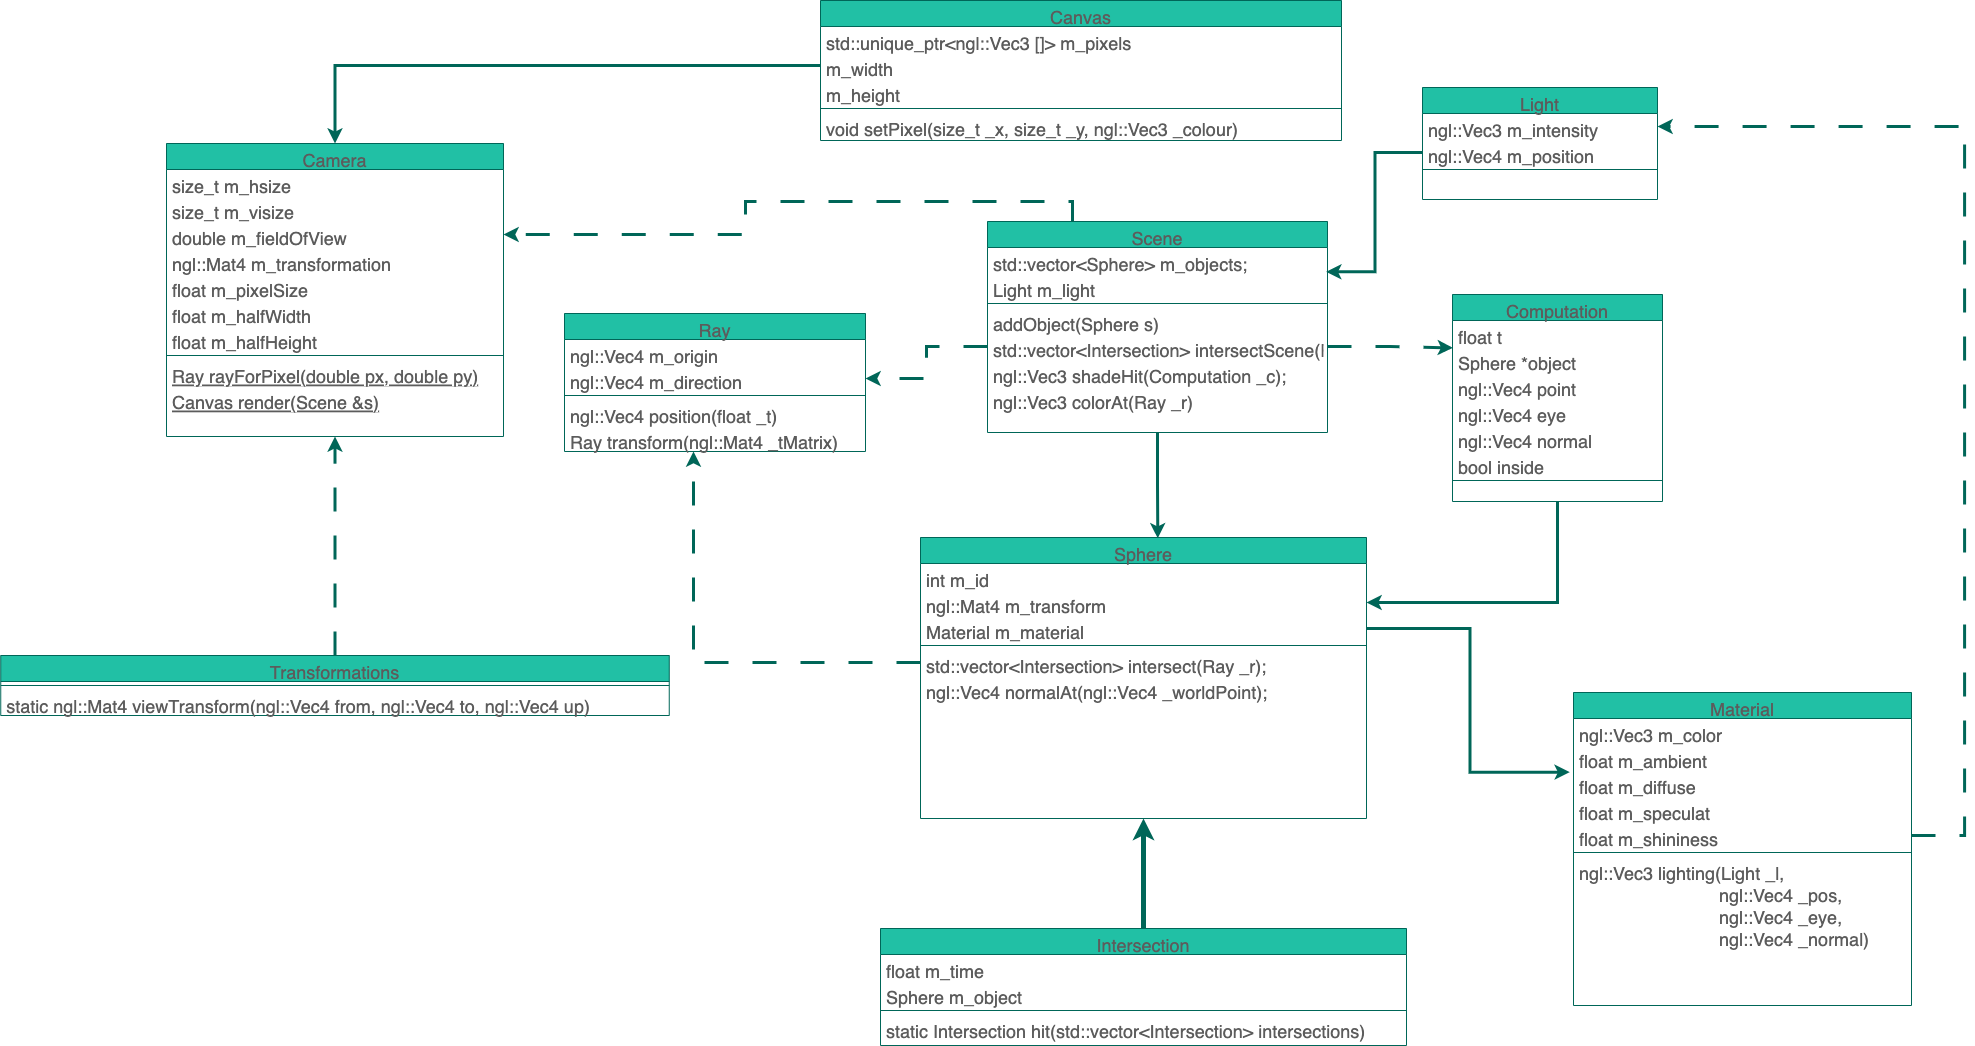 Canvas
std::unique_ptr<ngl::Vec3 []> m_pixels
m_width
m_height
void setPixel(size_t _x, size_t _y, ngl::Vec3 _colour)
Light
ngl::Vec3 m_intensity
ngl::Vec4 m_position
Camera
size_t m_hsize
size_t m_visize
double m_fieldOfView
ngl::Mat4 m_transformation
float m_pixelSize
float m_halfWidth
float m_halfHeight
Ray rayForPixel(double px, double py)
Canvas render(Scene &s)
Scene
std::vector<Sphere> m_objects;
Light m_light
addObject(Sphere s)
std::vector<Intersection> intersectScene(
ngl::Vec3 shadeHit(Computation _c);
ngl::Vec3 colorAt(Ray _r)
Ray
ngl::Vec4 m_origin
ngl::Vec4 m_direction
ngl::Vec4 position(float _t)
Ray transform(ngl::Mat4 _tMatrix)
Computation
float t
Sphere *object
ngl::Vec4 point
ngl::Vec4 eye
ngl::Vec4 normal
bool inside
Sphere
int m_id
ngl::Mat4 m_transform
Material m_material
std::vector<Intersection> intersect(Ray _r);
ngl::Vec4 normalAt(ngl::Vec4 _worldPoint);
Transformations
static ngl::Mat4 viewTransform(ngl::Vec4 from, ngl::Vec4 to, ngl::Vec4 up)
Material
ngl::Vec3 m_color
float m_ambient
float m_diffuse
float m_speculat
float m_shininess
ngl::Vec3 lighting(Light _l,
ngl::Vec4 _pos,
ngl::Vec4 _eye,
ngl::Vec4 _normal)
Intersection
float m_time
Sphere m_object
static Intersection hit(std::vector<Intersection> intersections)